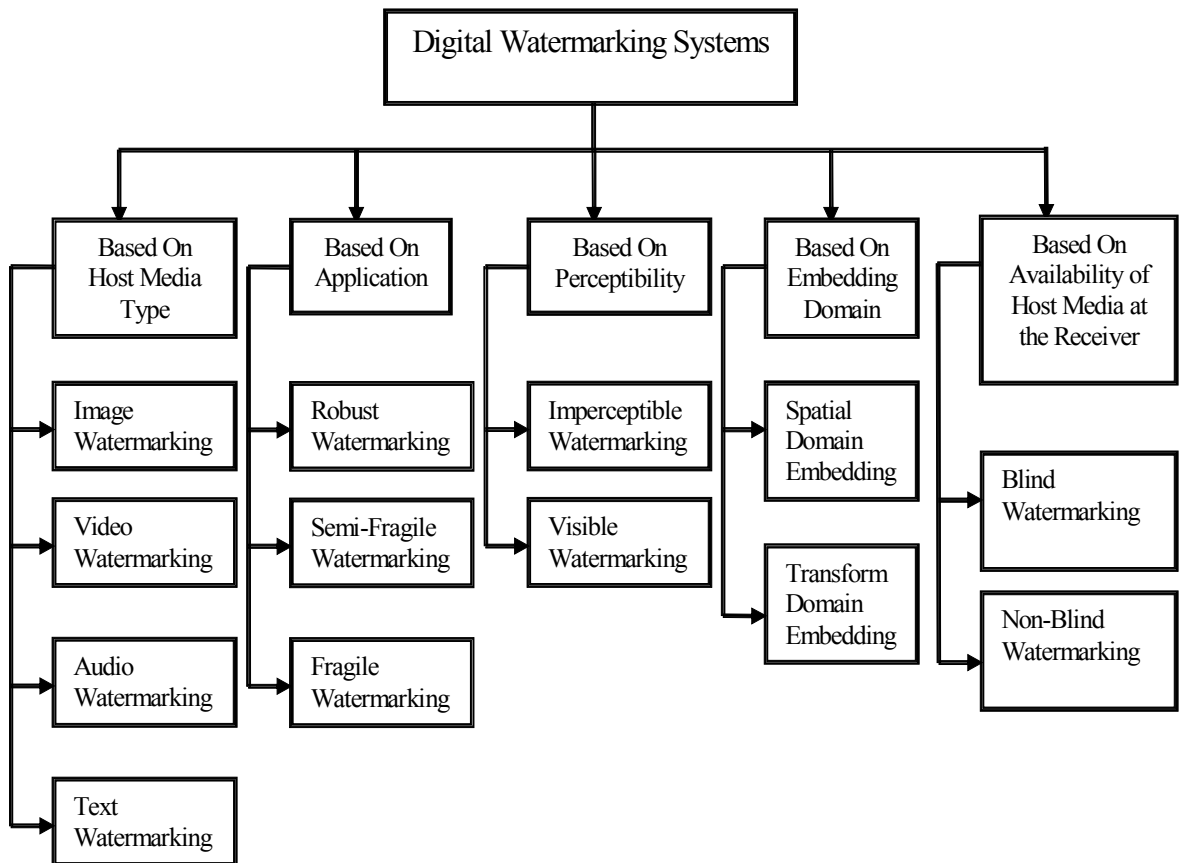 Digital Watermarking Systems
Based On
Host Media
Type
Image
Watermarking
Video
Watermarking
Audio
Watermarking
Text
Watermarking
Based On
Application
Robust
Watermarking
Semi-Fragile
Watermarking
Fragile
Watermarking
Based On
Perceptibility
Imperceptible
Watermarking
Visible
Watermarking
Based On
Embedding
Domain
Spatial
Domain
Embedding
Transform
Domain
Embedding
Based On
Availability of
Host Media at
the Receiver
Blind
Watermarking
Non-Blind
Watermarking